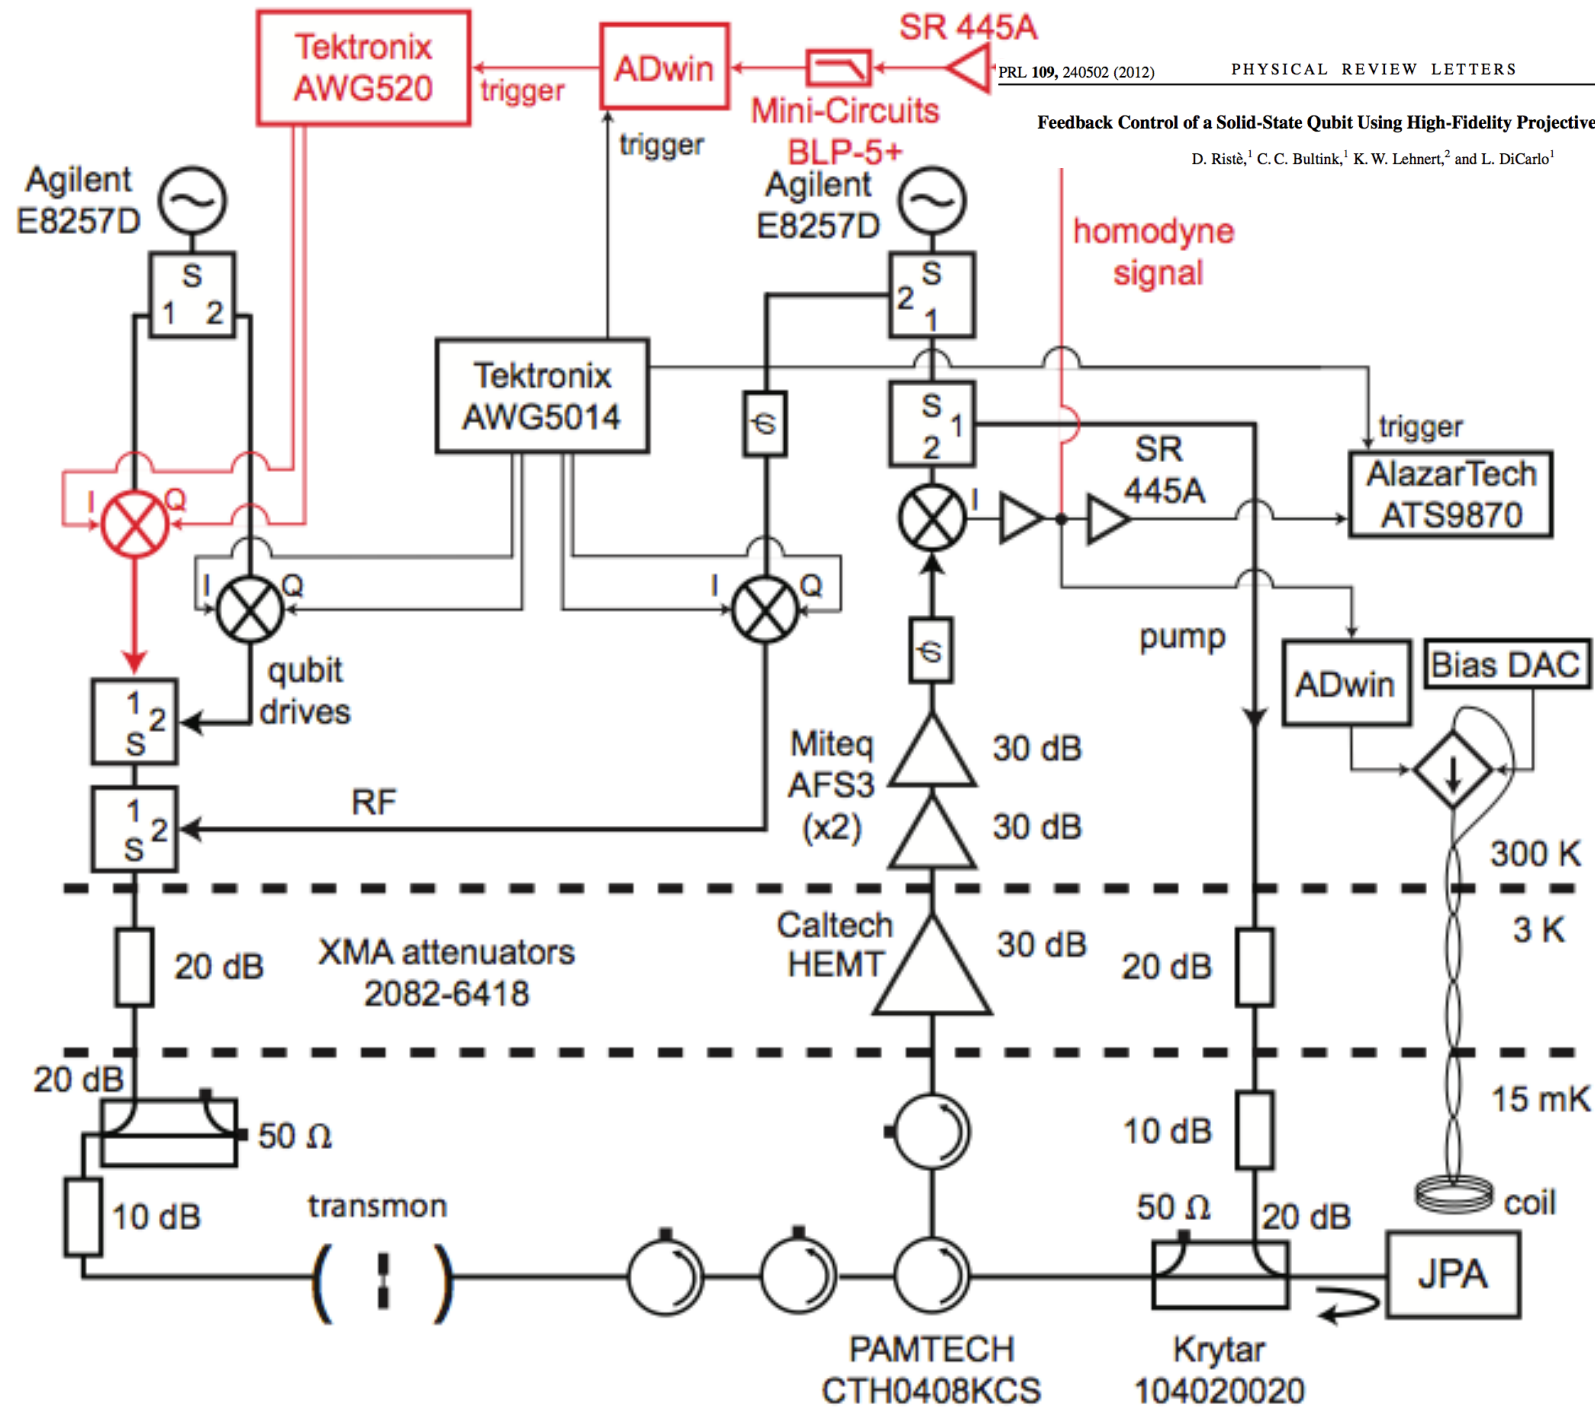 Tektronix
AWG520
trigger
ADwin
SR 445A
Mini-Circuits
BLP-5+
PRL 109, 240502 (2012)
PHYSICAL REVIEW LETTERS
Feedback Control of a Solid-State Qubit Using High-Fidelity Projective
D. Ristè,1 C. C. Bultink,1 K. W. Lehnert,2 and L. DiCarlo1
trigger
Agilent
E8257D
S
1 2
Agilent
E8257D
S
2
1
homodyne
signal
Tektronix
AWG5014
φ
S
1
2
trigger
SR
445A
AlazarTech
ATS9870
I
Q
I
I
Q
I
Q
φ
pump
ADwin
Bias DAC
qubit
drives
1
2
S
Miteq
AFS3
(x2)
30 dB
30 dB
RF
1
2
S
300 K
20 dB
XMA attenuators
2082-6418
Caltech
HEMT
30 dB
20 dB
3 K
20 dB
50 Ω
10 dB
15 mK
10 dB
transmon
50 Ω
20 dB
coil
JPA
PAMTECH
CTH0408KCS
Krytar
104020020